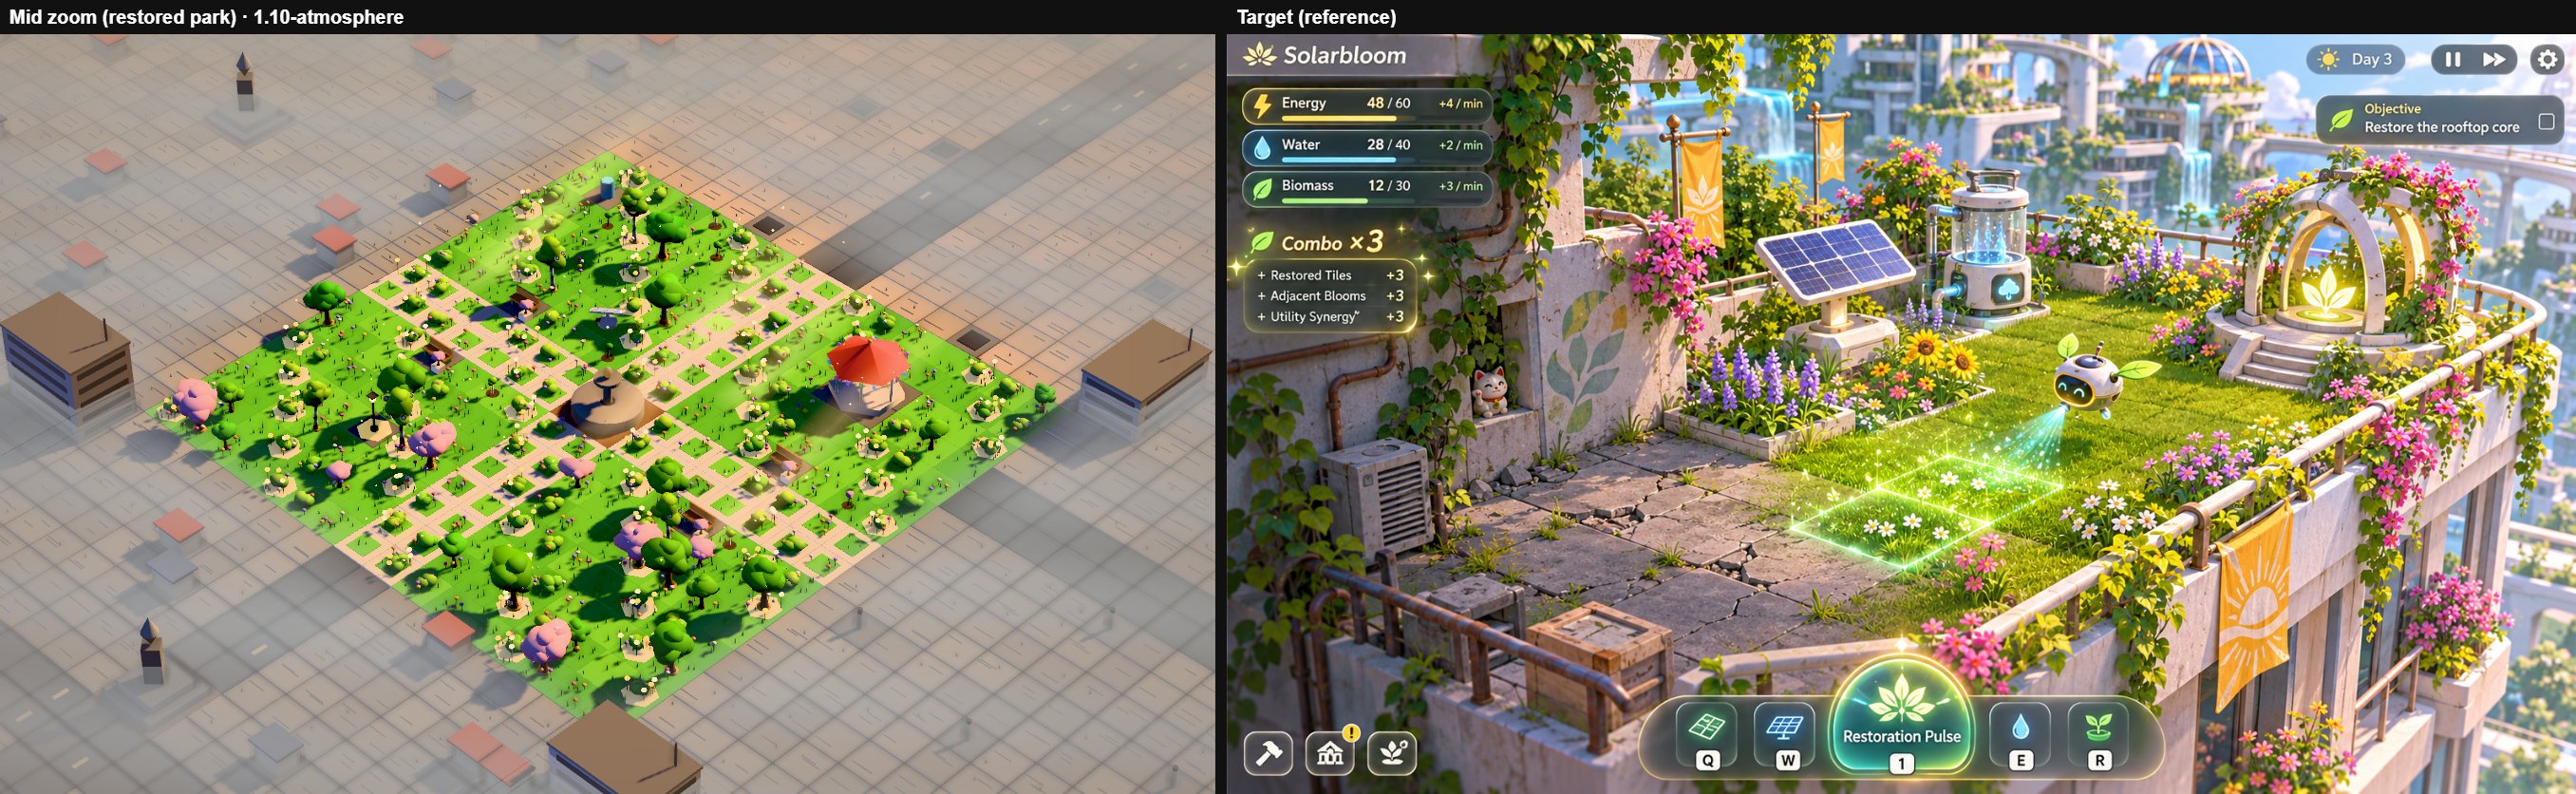 Mid zoom (restored park) · 1.10-atmosphere
Target (reference)
Solarbloom
Day 3
Energy 48 / 60 +4 / min
Water 28 / 40 +2 / min
Biomass 12 / 30 +3 / min
Objective
Restore the rooftop core
Combo ×3
+ Restored Tiles +3
+ Adjacent Blooms +3
+ Utility Synergy +3
!
Restoration Pulse
Q W 1 E R